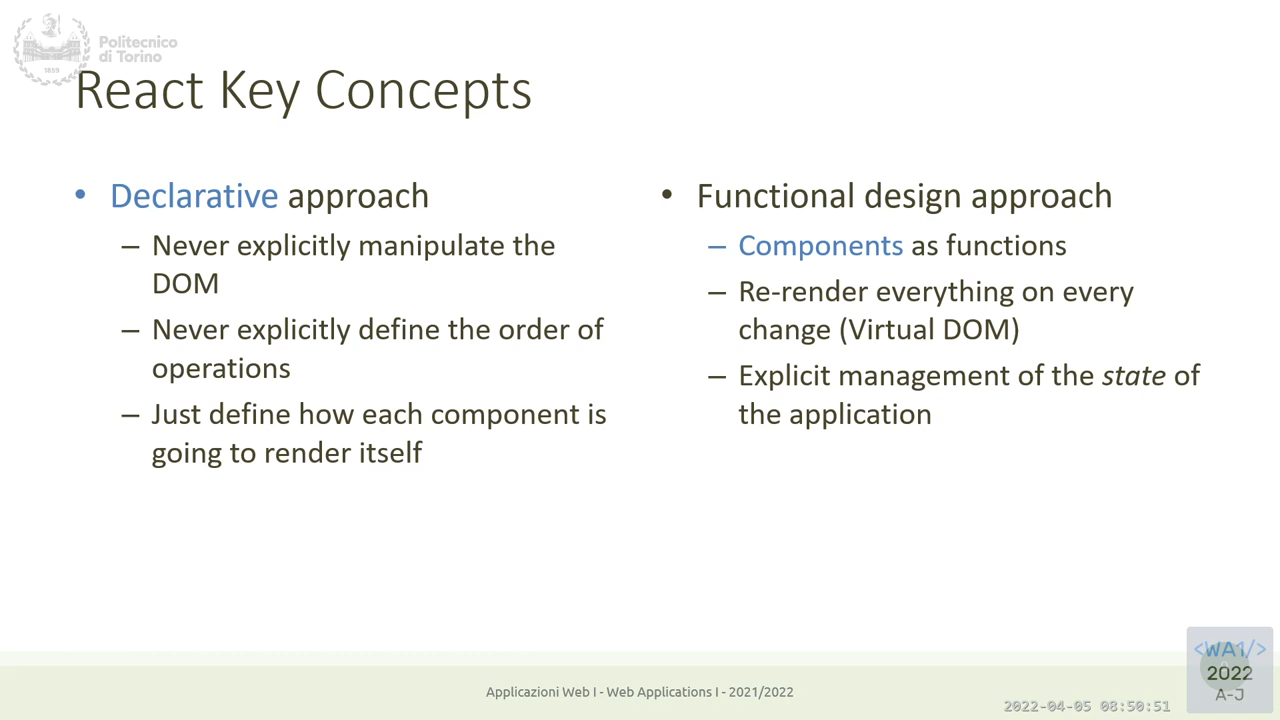 Politecnico
di Torino
1859
React Key Concepts
• Declarative approach
– Never explicitly manipulate the
DOM
– Never explicitly define the order of
operations
– Just define how each component is
going to render itself
• Functional design approach
– Components as functions
– Re-render everything on every
change (Virtual DOM)
– Explicit management of the state of
the application
Applicazioni Web I - Web Applications I - 2021/2022
2022-04-05 08:50:51
<WA1/>
2022
A-J